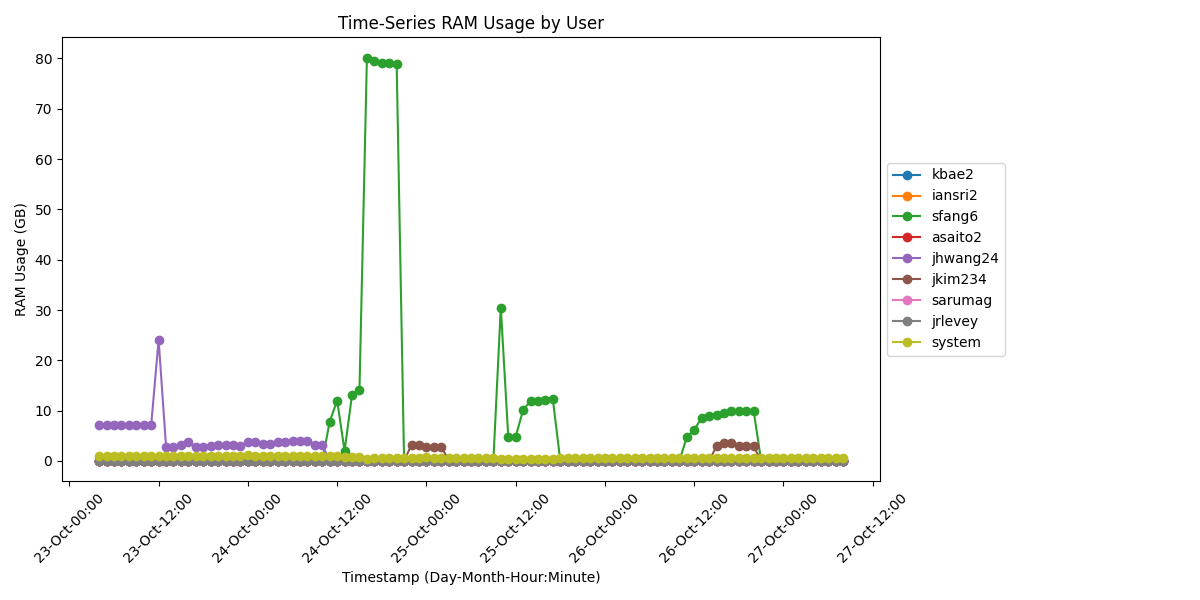 Time-Series RAM Usage by User
RAM Usage (GB)
80
70
60
50
40
30
20
10
0
23-Oct-00:00
23-Oct-12:00
24-Oct-00:00
24-Oct-12:00
25-Oct-00:00
25-Oct-12:00
26-Oct-00:00
26-Oct-12:00
27-Oct-00:00
27-Oct-12:00
Timestamp (Day-Month-Hour:Minute)
kbae2
iansri2
sfang6
asaito2
jhwang24
jkim234
sarumag
jrlevey
system